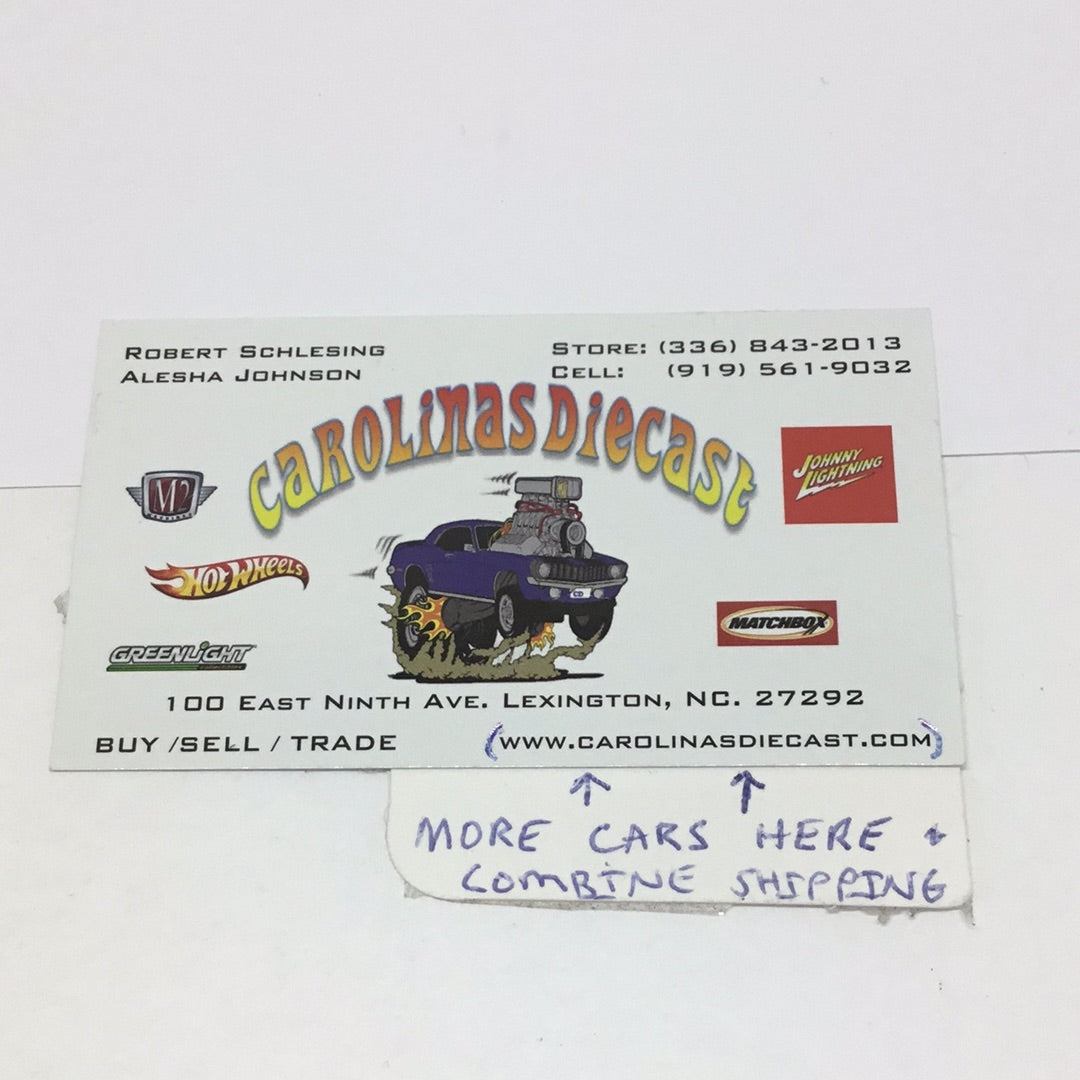 ROBERT SCHLESING
ALESHA JOHNSON
STORE: (336) 843-2013
CELL: (919) 561-9032
CAROLiNAS DiECAST
M2
JOHNNY
LIGHTNING
HOT WHEELS
CD
MATCHBOX
GREENLiGHT
100 EAST NINTH AVE. LEXINGTON, NC. 27292
BUY /SELL / TRADE
(WWW.CAROLINASDIECAST.COM)
↑ ↑
MORE CARS HERE +
COMBINE SHIPPING